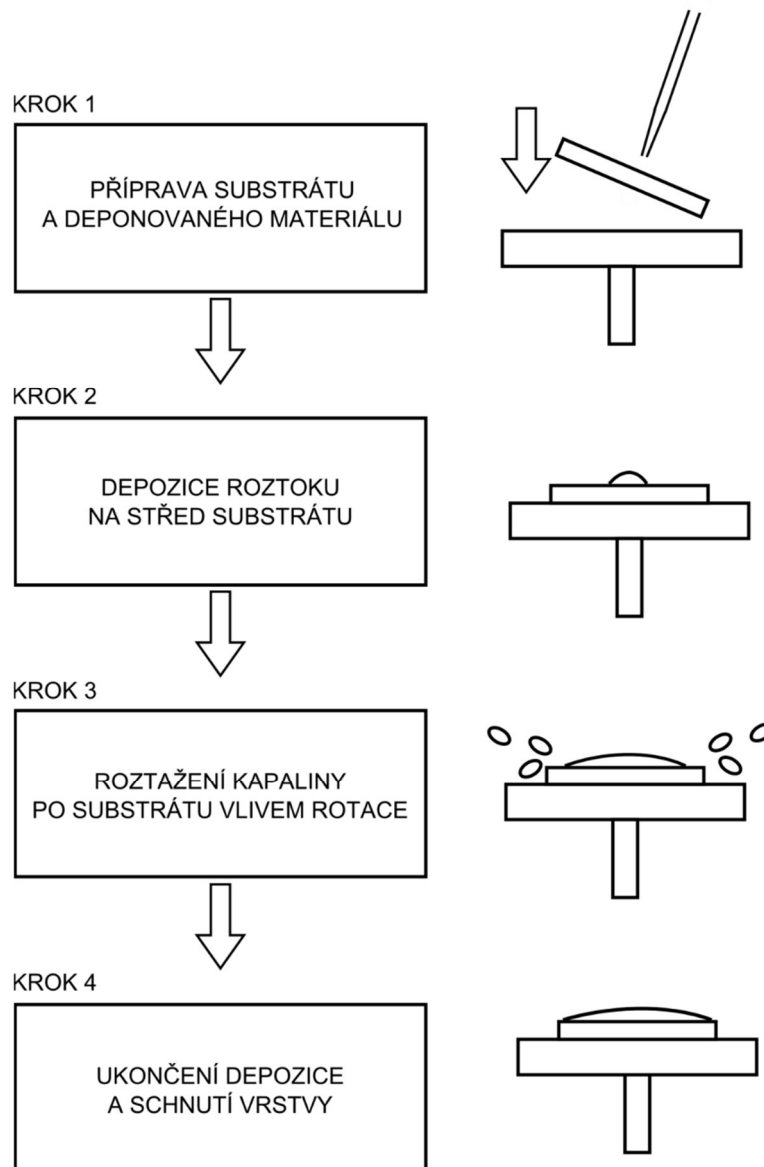 KROK 1
PŘÍPRAVA SUBSTRÁTU
A DEPONOVANÉHO MATERIÁLU
KROK 2
DEPOZICE ROZTOKU
NA STŘED SUBSTRÁTU
KROK 3
ROZTAŽENÍ KAPALINY
PO SUBSTRÁTU VLIVEM ROTACE
KROK 4
UKONČENÍ DEPOZICE
A SCHNUTÍ VRSTVY